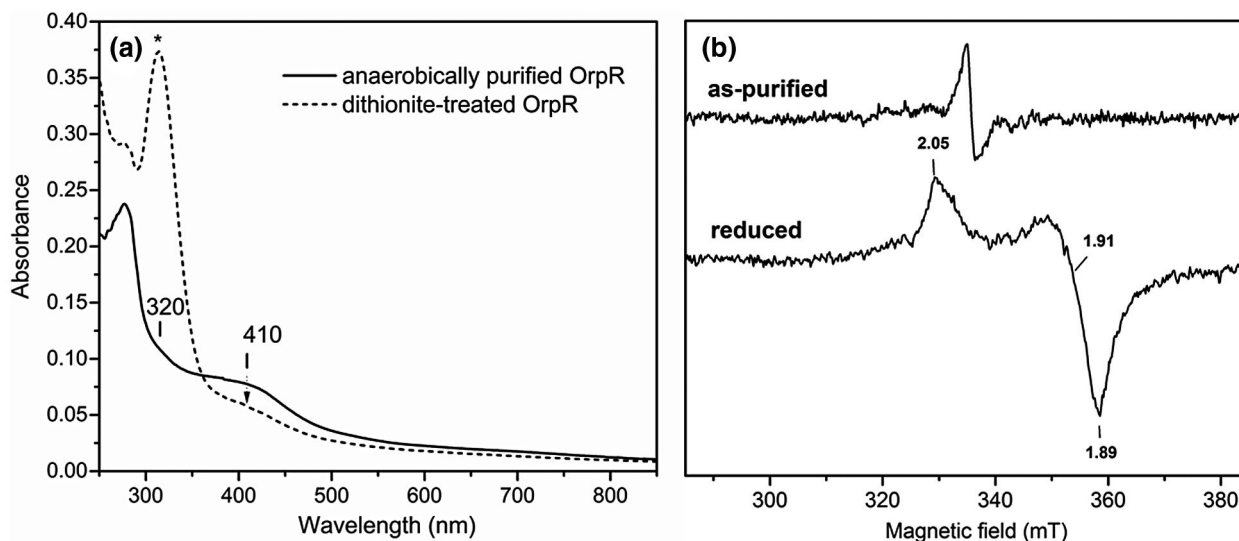 (a)
*
anaerobically purified OrpR
dithionite-treated OrpR
320
410
0.40
0.35
0.30
0.25
0.20
0.15
0.10
0.05
0.00
Absorbance
300 400 500 600 700 800
Wavelength (nm)
(b)
as-purified
2.05
reduced
1.91
1.89
300 320 340 360 380
Magnetic field (mT)